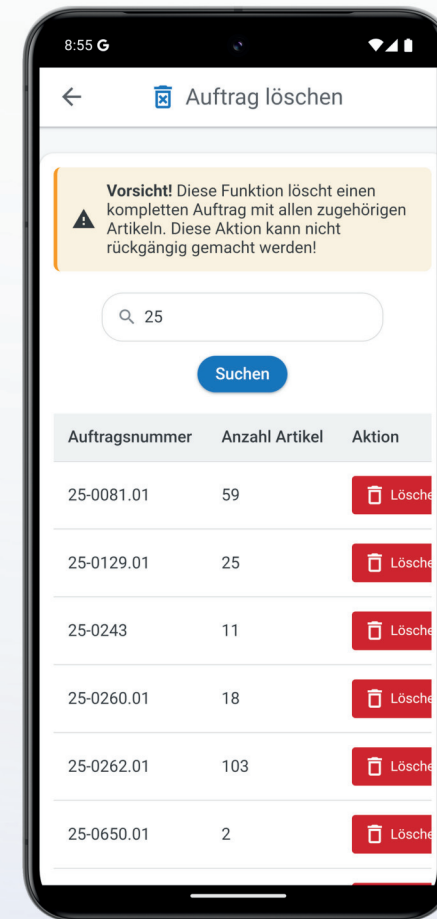 8:55 G
Auftrag löschen
Vorsicht! Diese Funktion löscht einen
kompletten Auftrag mit allen zugehörigen
Artikeln. Diese Aktion kann nicht
rückgängig gemacht werden!
25
Suchen
Auftragsnummer Anzahl Artikel Aktion
25-0081.01 59 Lösche
25-0129.01 25 Lösche
25-0243 11 Lösche
25-0260.01 18 Lösche
25-0262.01 103 Lösche
25-0650.01 2 Lösche